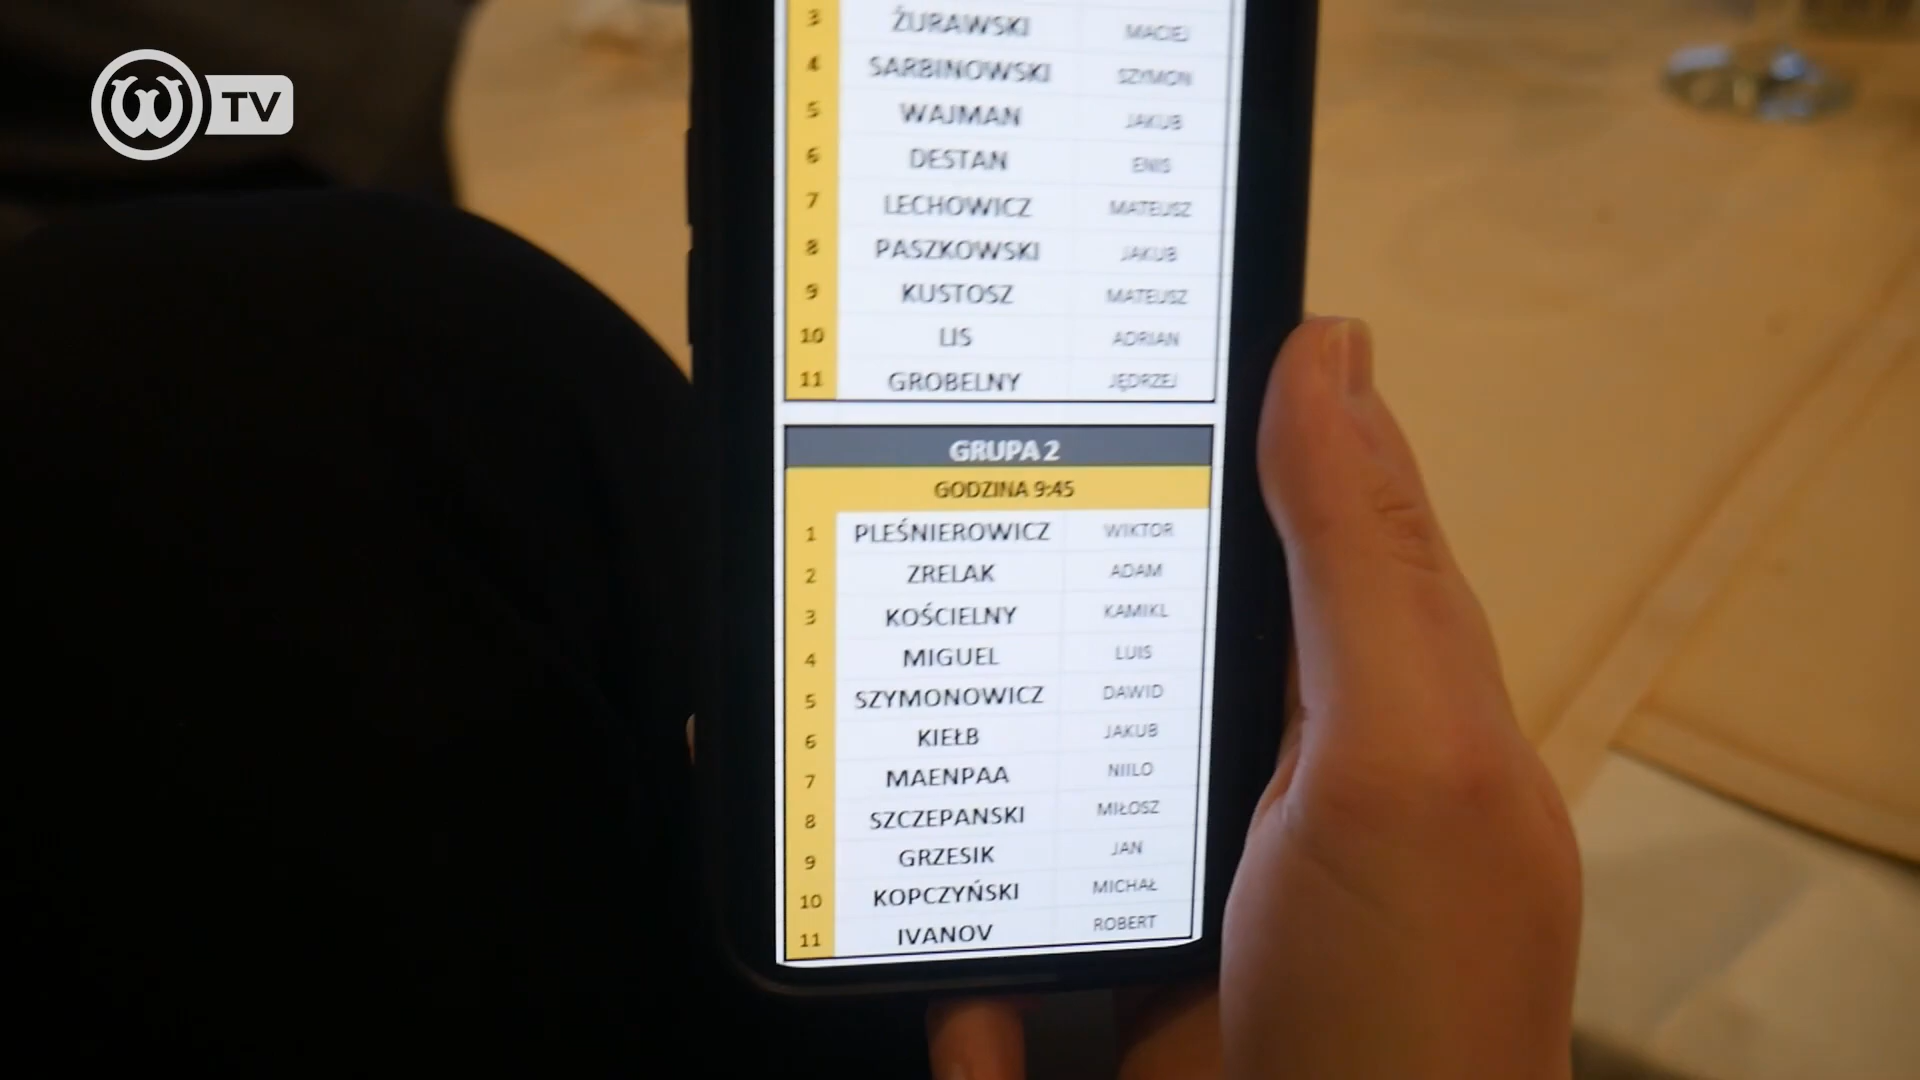 W TV
3 ŻURAWSKI MACIEJ
4 SARBINOWSKI SZYMON
5 WAJMAN JAKUB
6 DESTAN ENIS
7 LECHOWICZ MATEUSZ
8 PASZKOWSKI JAKUB
9 KUSTOSZ MATEUSZ
10 LIS ADRIAN
11 GROBELNY JĘDRZEJ
GRUPA 2
GODZINA 9:45
1 PLEŚNIEROWICZ WIKTOR
2 ZRELAK ADAM
3 KOŚCIELNY KAMIKL
4 MIGUEL LUIS
5 SZYMONOWICZ DAWID
6 KIEŁB JAKUB
7 MAENPAA NIILO
8 SZCZEPANSKI MIŁOSZ
9 GRZESIK JAN
10 KOPCZYŃSKI MICHAŁ
11 IVANOV ROBERT